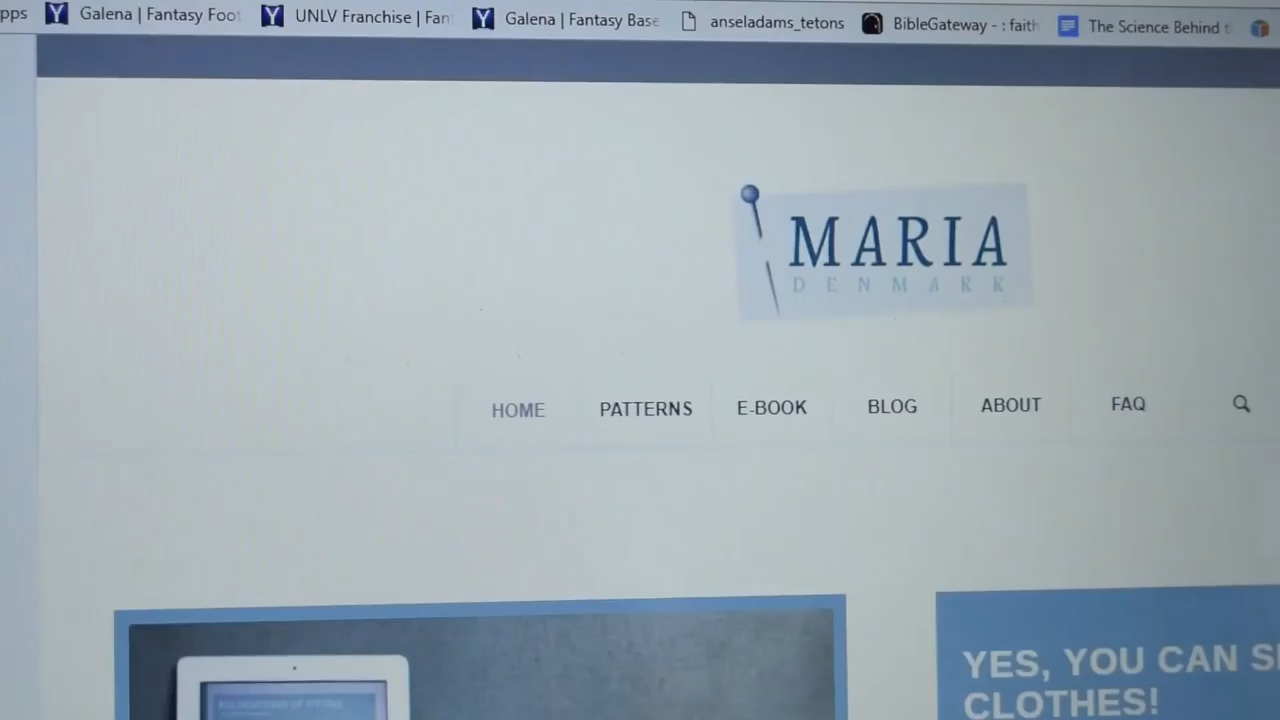 pps Galena | Fantasy Foot UNLV Franchise | Fan Galena | Fantasy Base anseladams_tetons BibleGateway - : faith The Science Behind t
MARIA
DENMARK
HOME PATTERNS E-BOOK BLOG ABOUT FAQ
YES, YOU CAN S
CLOTHES!